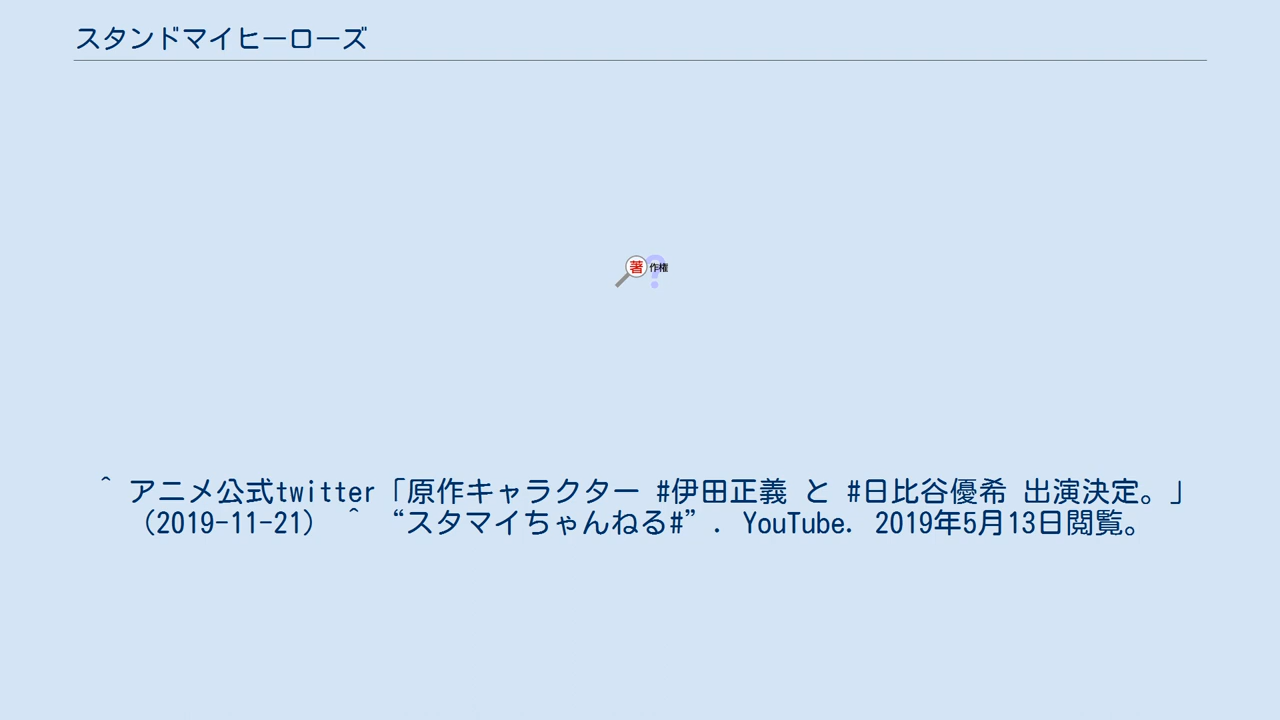 スタンドマイヒーローズ
著作権
^ アニメ公式twitter「原作キャラクター #伊田正義 と #日比谷優希 出演決定。」
（2019-11-21） ^ “スタマイちゃんねる#”. YouTube. 2019年5月13日閲覧。